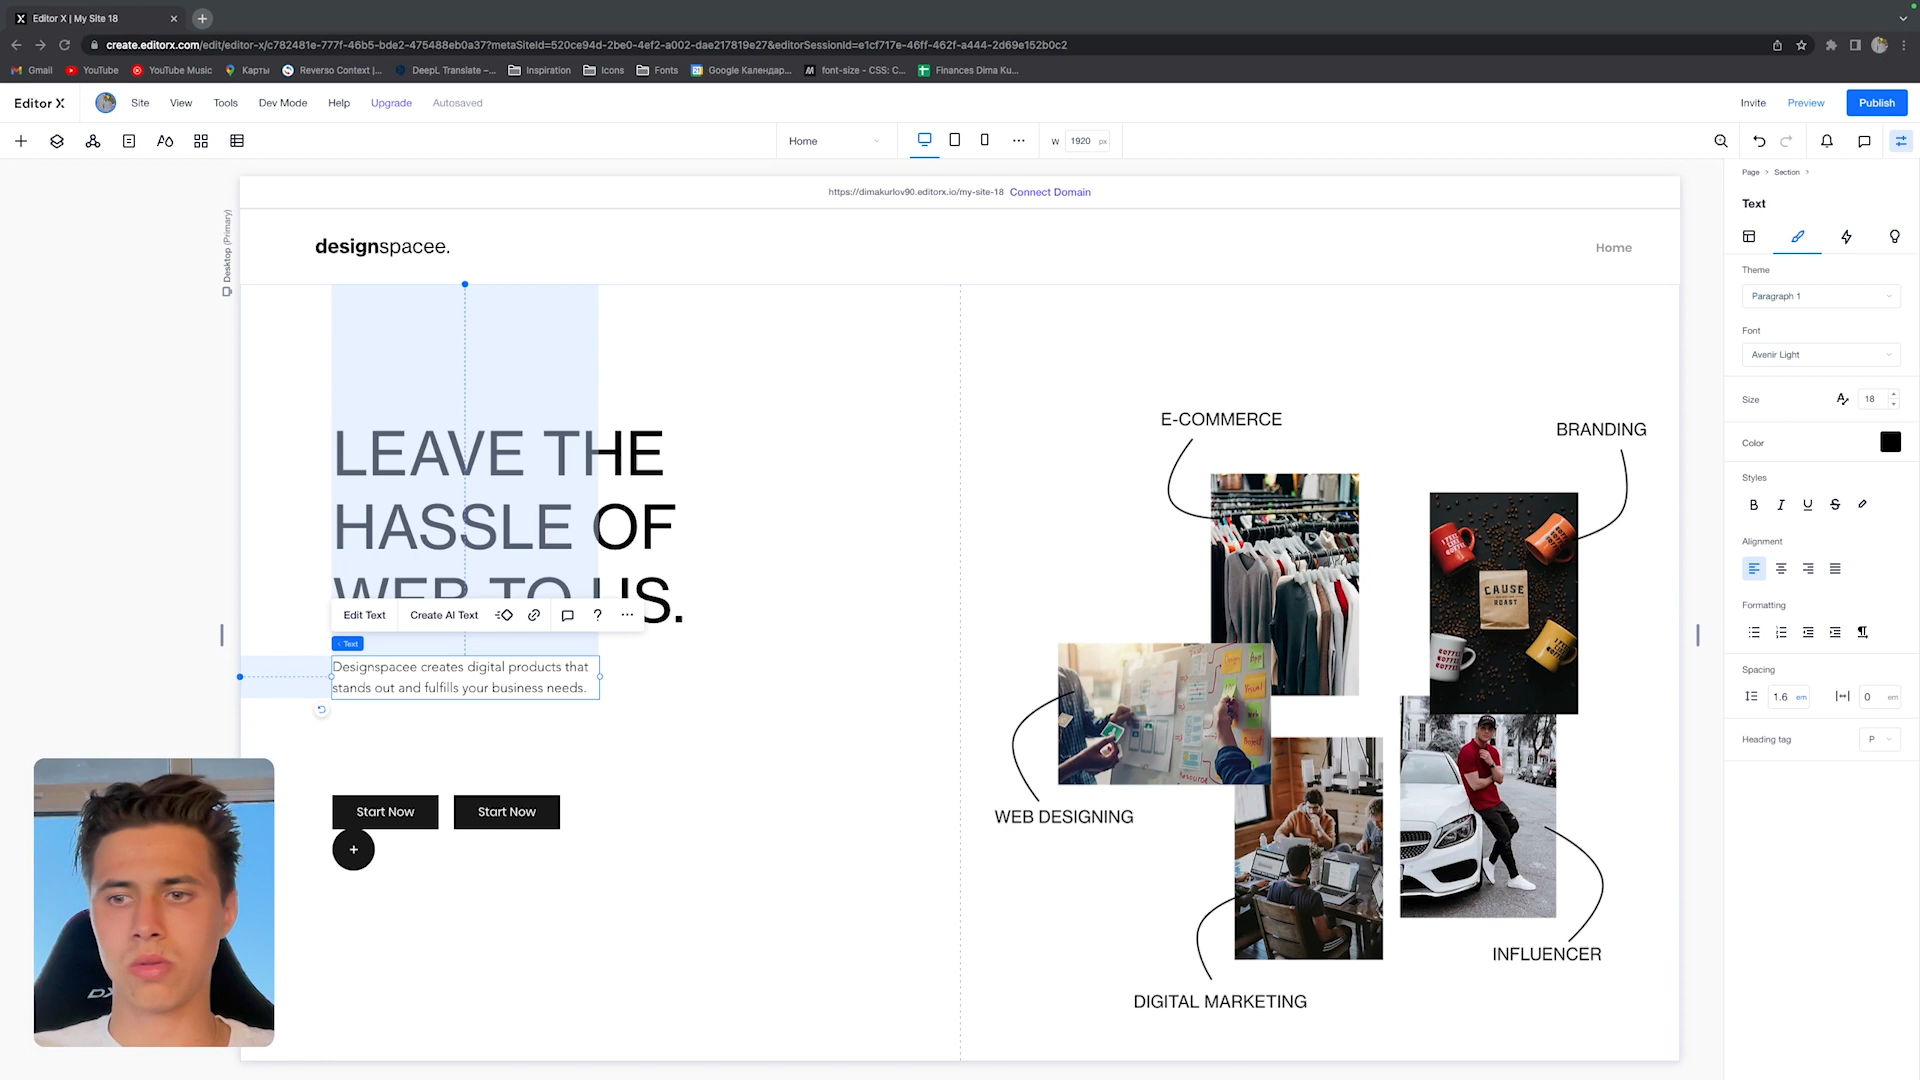 Editor X | My Site 18
create.editorx.com/edit/editor-x/c782481e-777f-46b5-bde2-475488eb0a37?metaSiteId=520ce94d-2be0-4ef2-a002-dae217819e27&editorSessionId=e1cf717e-46ff-462f-a444-2d69e152b0c2
Gmail YouTube YouTube Music Карты Reverso Context |... DeepL Translate –... Inspiration Icons Fonts Google Календар... font-size - CSS: C... Finances Dima Ku...
Editor X Site View Tools Dev Mode Help Upgrade Autosaved Invite Preview Publish
Home W 1920 px
Page > Section >
https://dimakurlov90.editorx.io/my-site-18 Connect Domain
Desktop (Primary)
designspacee.
Home
LEAVE THE
HASSLE OF
WEB TO US.
Edit Text Create AI Text ?
Text
Designspacee creates digital products that
stands out and fulfills your business needs.
Start Now Start Now
+
E-COMMERCE
BRANDING
CAUSE
ROAST
WEB DESIGNING
INFLUENCER
DIGITAL MARKETING
Text
Theme
Paragraph 1
Font
Avenir Light
Size 18
Color
Styles
B I U S
Alignment
Formatting
Spacing
1.6 em 0 em
Heading tag P